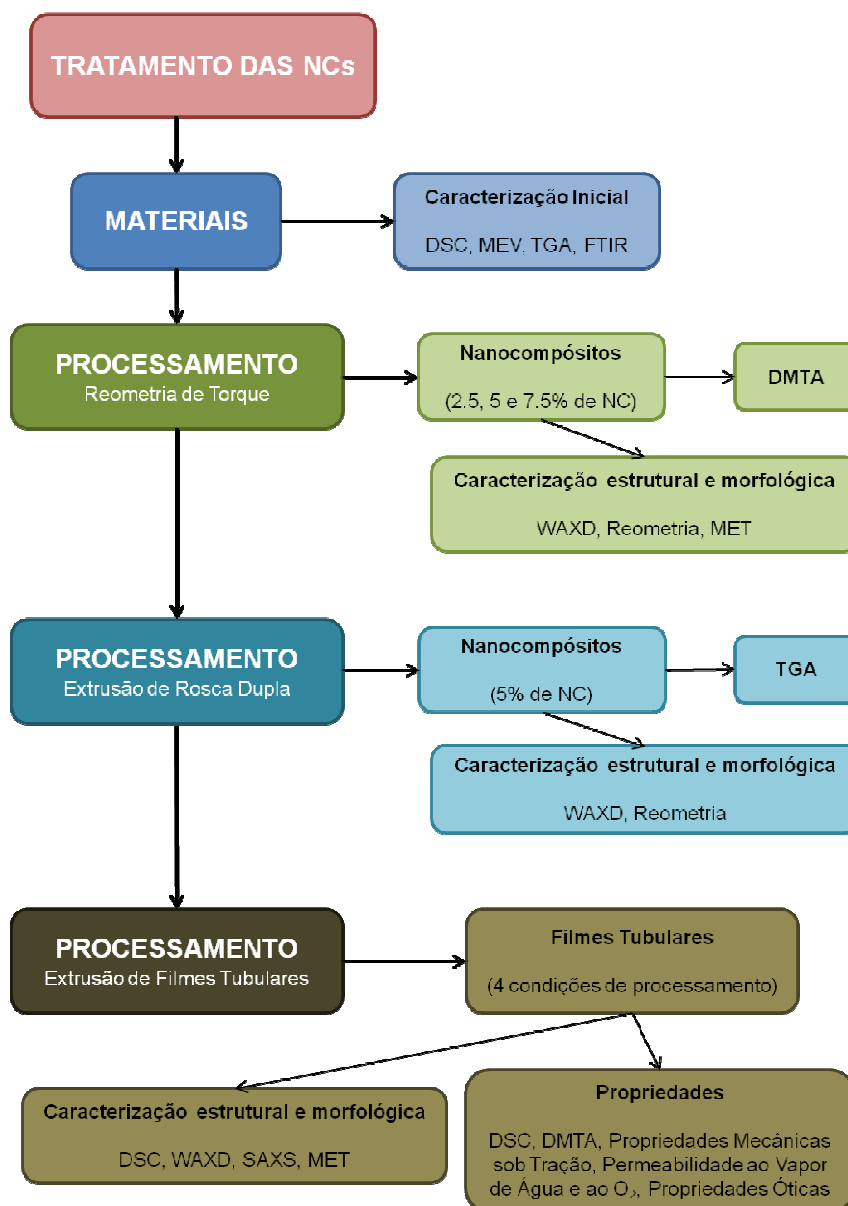 TRATAMENTO DAS NCs
MATERIAIS
Caracterização Inicial
DSC, MEV, TGA, FTIR
PROCESSAMENTO
Reometria de Torque
Nanocompósitos
(2.5, 5 e 7.5% de NC)
DMTA
Caracterização estrutural e morfológica
WAXD, Reometria, MET
PROCESSAMENTO
Extrusão de Rosca Dupla
Nanocompósitos
(5% de NC)
TGA
Caracterização estrutural e morfológica
WAXD, Reometria
PROCESSAMENTO
Extrusão de Filmes Tubulares
Filmes Tubulares
(4 condições de processamento)
Caracterização estrutural e morfológica
DSC, WAXD, SAXS, MET
Propriedades
DSC, DMTA, Propriedades Mecânicas
sob Tração, Permeabilidade ao Vapor
de Água e ao O₂, Propriedades Óticas